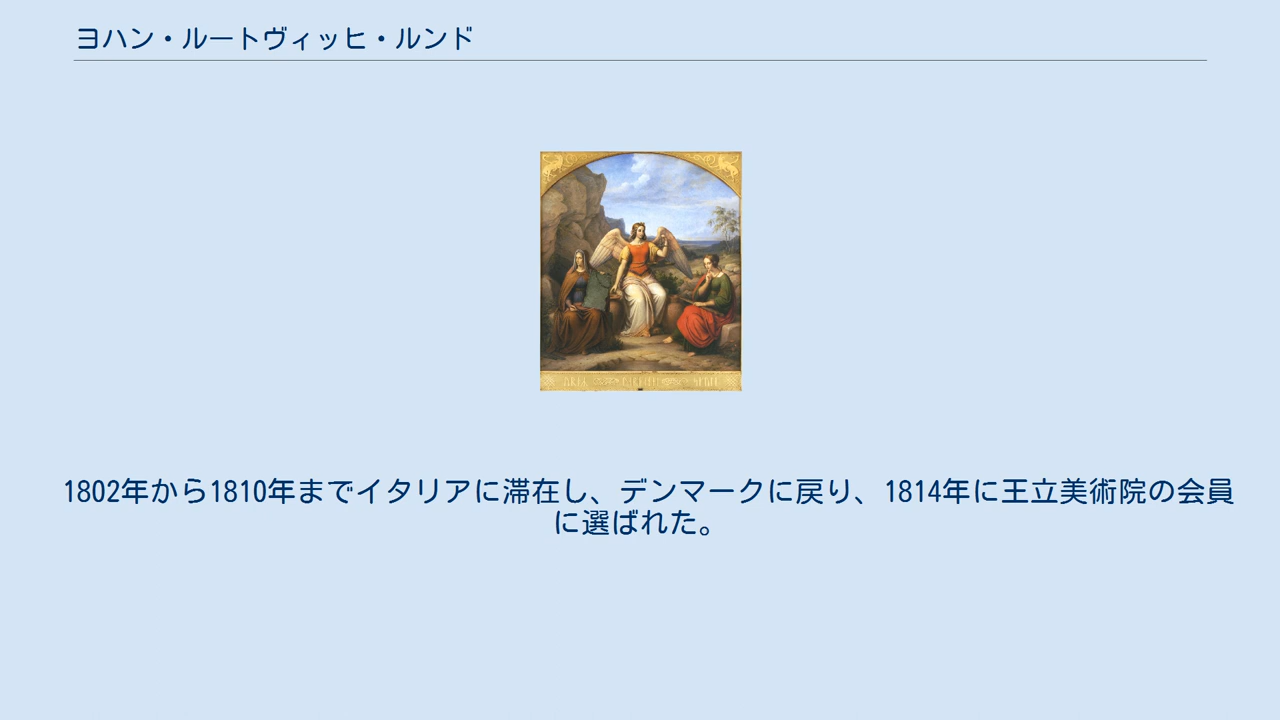 ヨハン・ルートヴィッヒ・ルンド
1802年から1810年までイタリアに滞在し、デンマークに戻り、1814年に王立美術院の会員
に選ばれた。